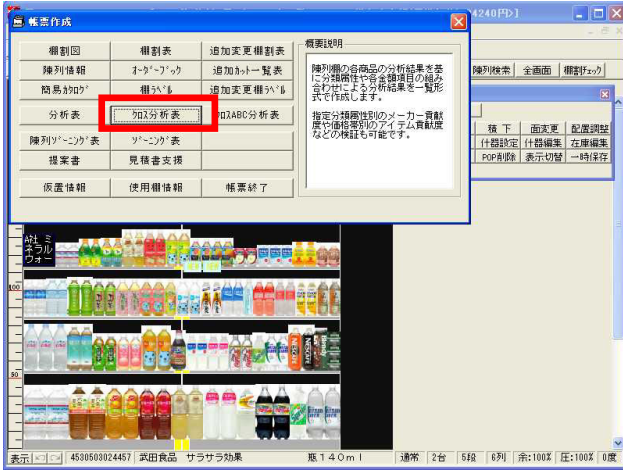 4240円>]
帳票作成
棚割図 棚割表 追加変更棚割表
陳列情報 ｵｰﾀﾞｰﾌﾞｯｸ 追加ｶｯﾄ一覧表
簡易ｶﾀﾛｸﾞ 棚ﾗﾍﾞﾙ 追加変更棚ﾗﾍﾞﾙ
分析表 ｸﾛｽ分析表 ｸﾛｽABC分析表
陳列ｿﾞｰﾆﾝｸﾞ表 ｿﾞｰﾆﾝｸﾞ表
提案書 見積書支援
仮置情報 使用棚情報 帳票終了
概要説明
陳列棚の各商品の分析結果を基
に分類属性や各金額項目の組み
合わせによる分析結果を一覧形
式で作成します。
指定分類属性別のメーカー貢献
度や価格帯別のアイテム貢献度
などの検証も可能です。
陳列検索 全画面 棚割ﾁｪｯｸ
積下 面変更 配置調整
什器設定 什器編集 在庫編集
POP削除 表示切替 一時保存
ミ
ネラル
ウォー
100
50
表示 4530503024457 武田食品 サラサラ効果 瓶140ml 通常 2台 5段 6列 余:100% 圧:100% 0度